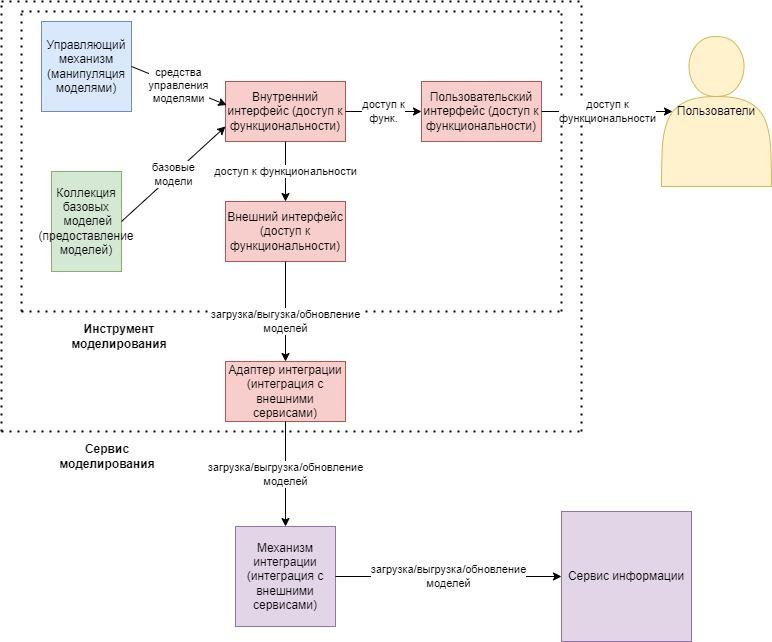 Управляющий
механизм
(манипуляция
моделями)
средства
управления
моделями
Внутренний
интерфейс (доступ к
функциональности)
доступ к
функ.
Пользовательский
интерфейс (доступ к
функциональности)
доступ к
функциональности
Пользователи
базовые
модели
доступ к функциональности
Коллекция
базовых
моделей
(предоставление
моделей)
Внешний интерфейс
(доступ к
функциональности)
загрузка/выгузка/обновление
моделей
Инструмент
моделирования
Адаптер интеграции
(интеграция с
внешними
сервисами)
Сервис
моделирования
загрузка/выгрузка/обновление
моделей
Механизм
интеграции
(интеграция с
внешними
сервисами)
загрузка/выгрузка/обновление
моделей
Сервис информации